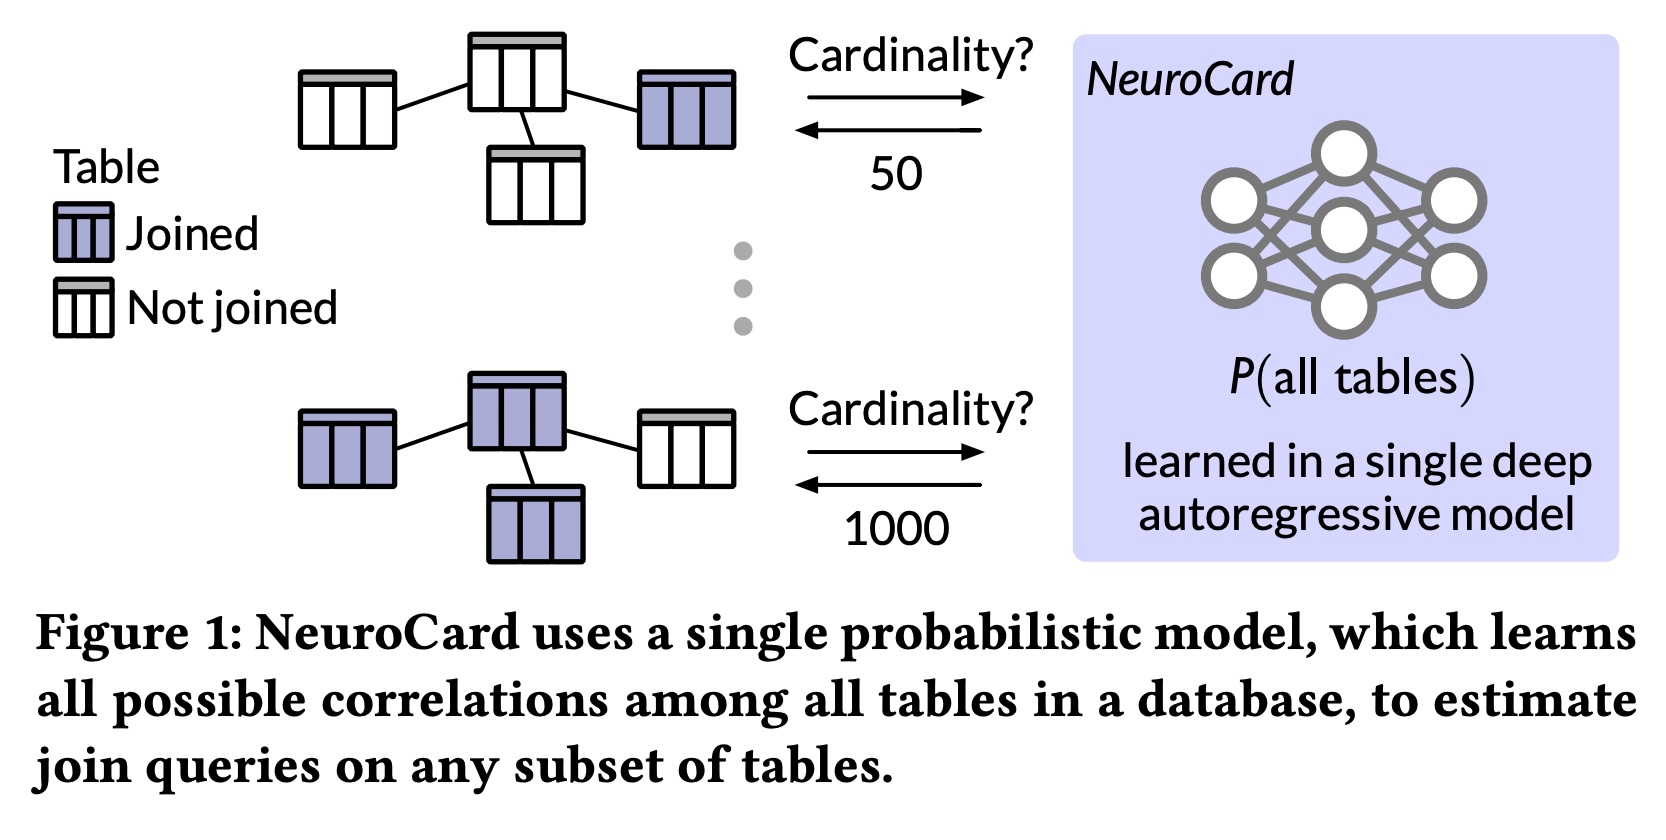 Cardinality?
50
Table
Joined
Not joined
Cardinality?
1000
NeuroCard
P(all tables)
learned in a single deep
autoregressive model
Figure 1: NeuroCard uses a single probabilistic model, which learns
all possible correlations among all tables in a database, to estimate
join queries on any subset of tables.